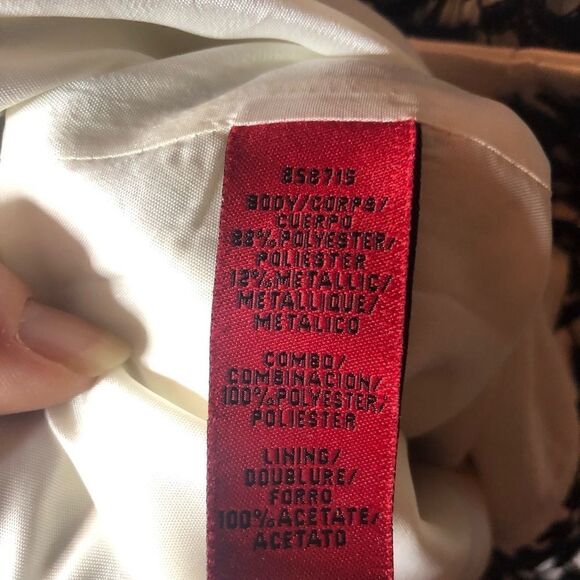 858715
BODY/CORPS/
CUERPO
88% POLYESTER/
POLIESTER
12% METALLIC/
METALLIQUE/
METALICO
COMBO/
COMBINACION/
100% POLYESTER/
POLIESTER
LINING/
DOUBLURE/
FORRO
100% ACETATE/
ACETATO